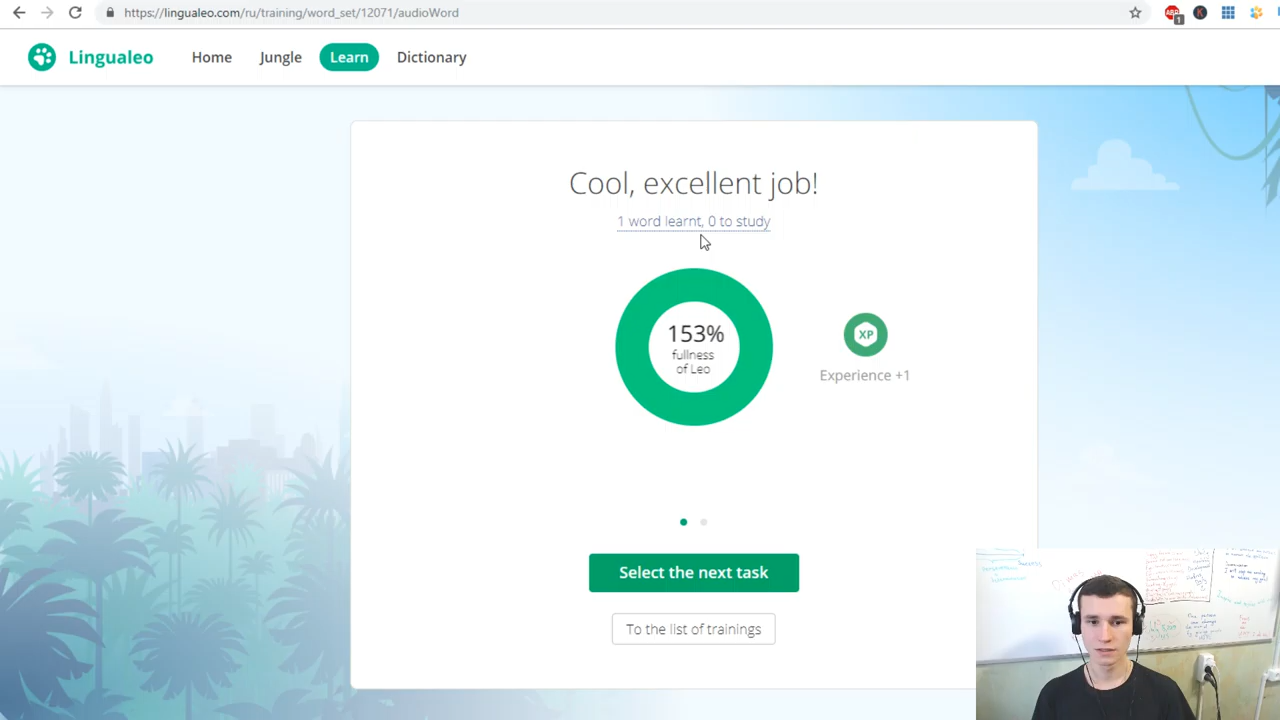 https://lingualeo.com/ru/training/word_set/12071/audioWord
ABP
1
K
Lingualeo
Home
Jungle
Learn
Dictionary
Cool, excellent job!
1 word learnt, 0 to study
153%
fullness
of Leo
XP
Experience +1
Select the next task
To the list of trainings